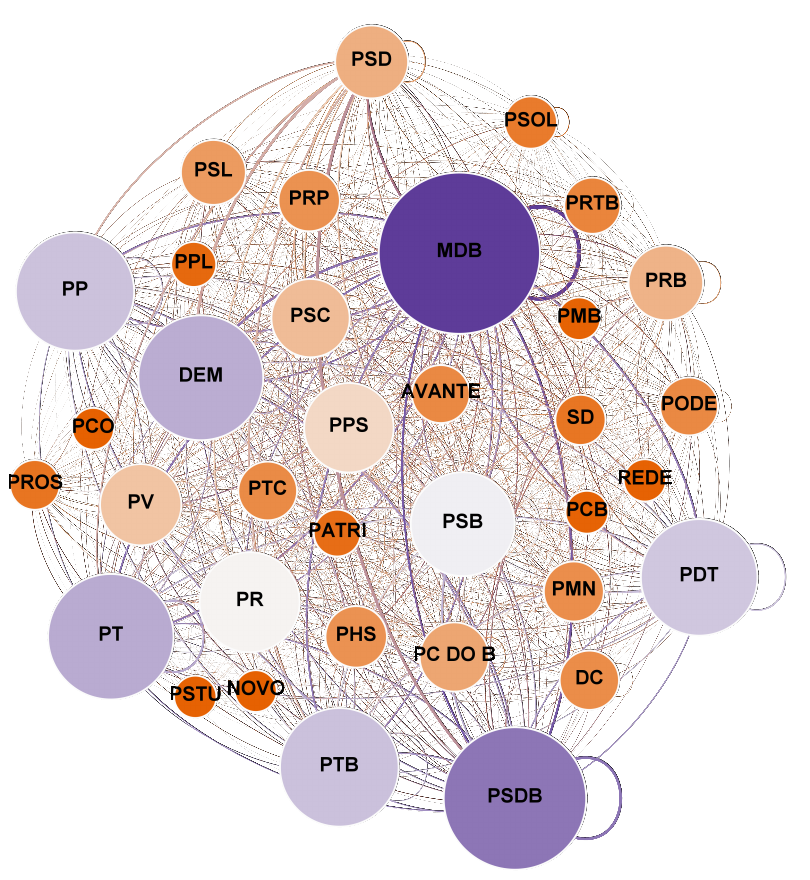 PSD
PSOL
PSL
PRP
PRTB
MDB
PPL
PRB
PP
PSC
PMB
DEM
AVANTE
PODE
SD
PPS
PCO
REDE
PROS
PTC
PV
PCB
PSB
PATRI
PDT
PMN
PR
PT
PHS
PC DO B
DC
PSTU
NOVO
PTB
PSDB